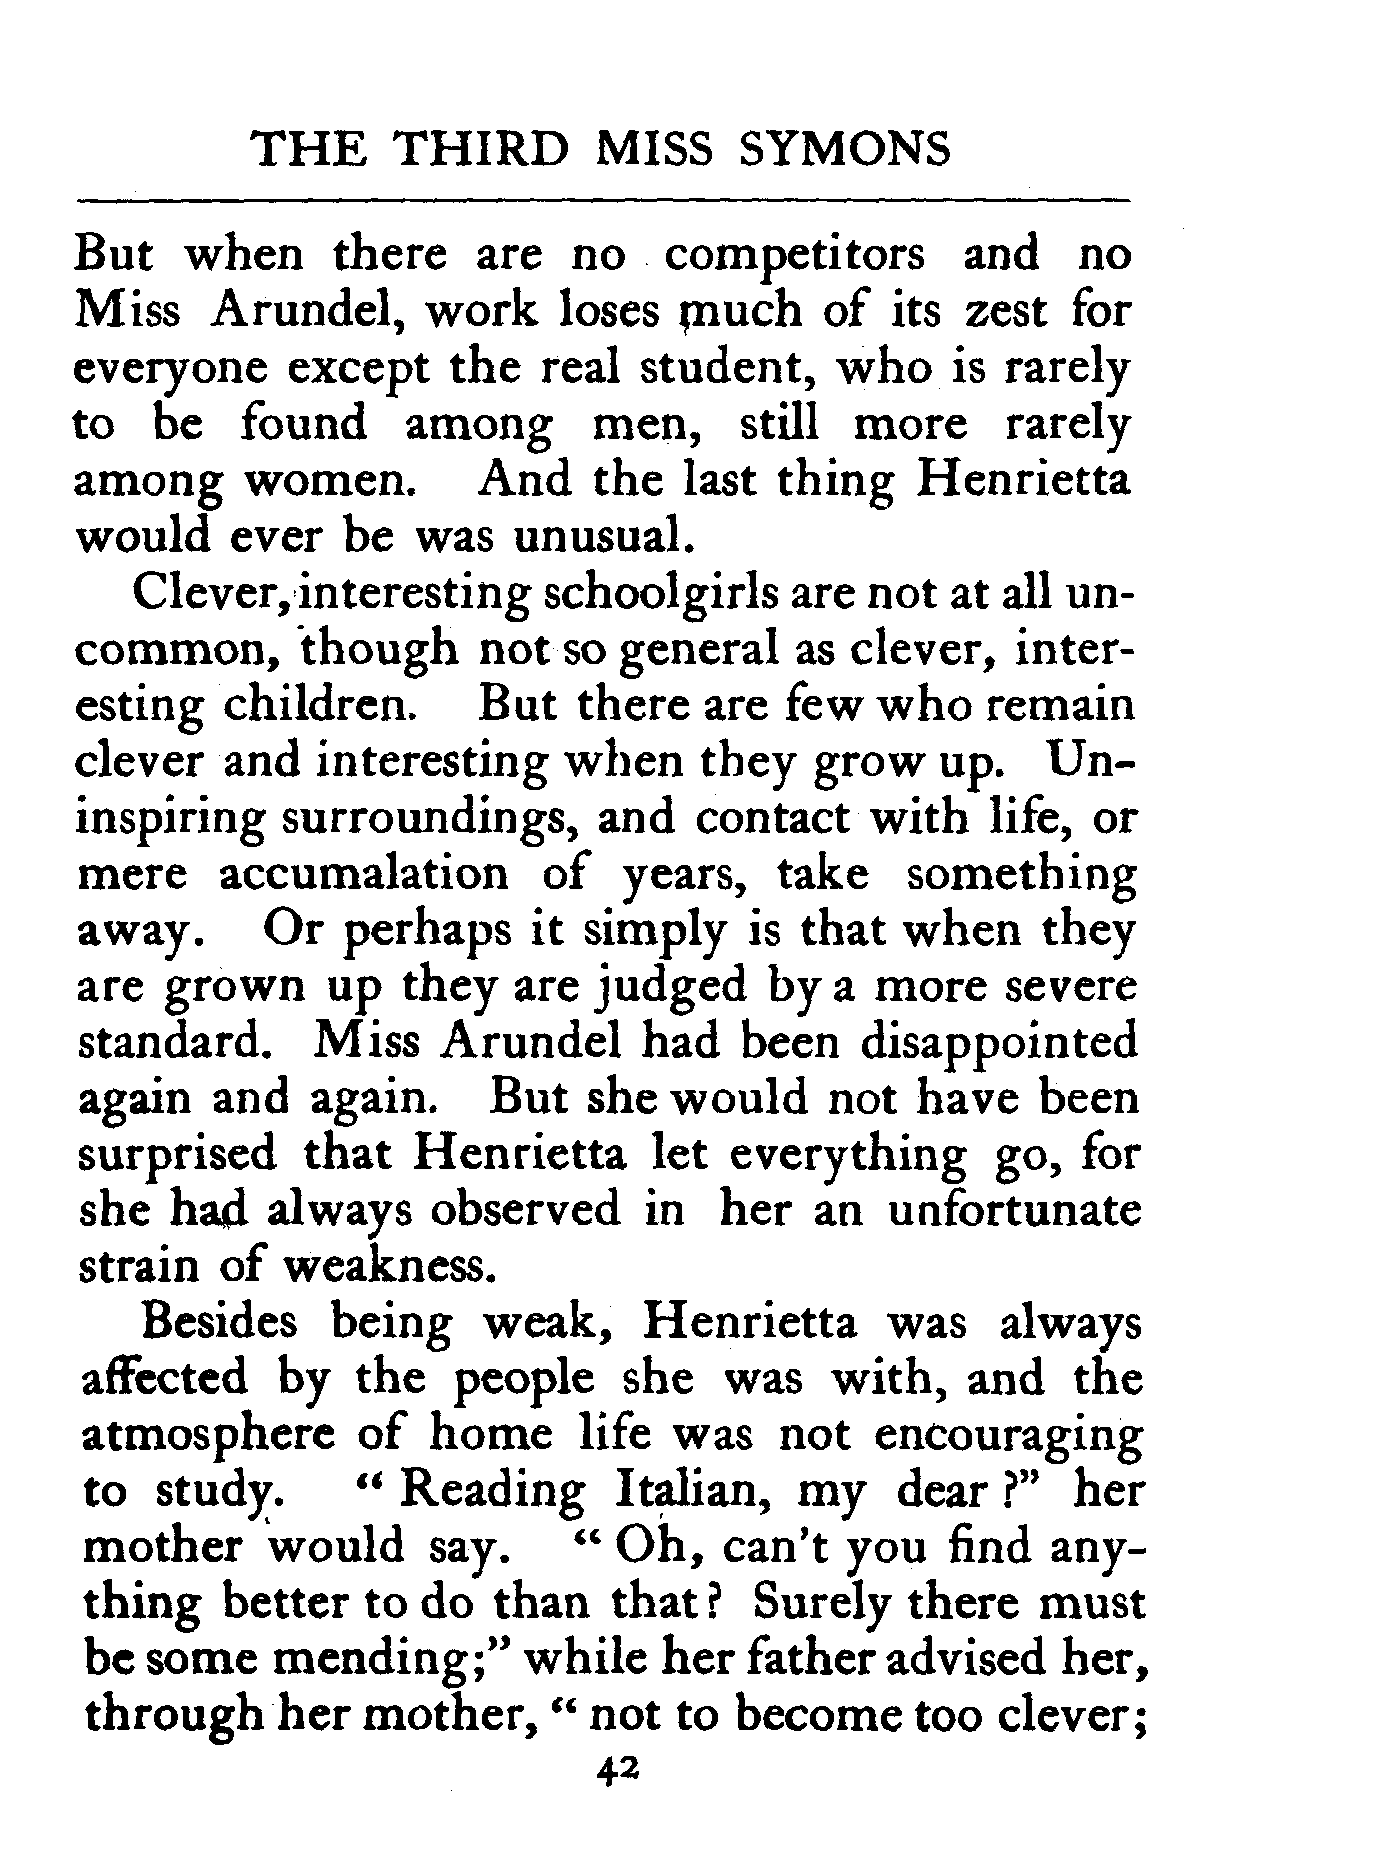 THE THIRD MISS SYMONS
But when there are no competitors and no
Miss Arundel, work loses much of its zest for
everyone except the real student, who is rarely
to be found among men, still more rarely
among women. And the last thing Henrietta
would ever be was unusual.
Clever, interesting schoolgirls are not at all un-
common, though not so general as clever, inter-
esting children. But there are few who remain
clever and interesting when they grow up. Un-
inspiring surroundings, and contact with life, or
mere accumalation of years, take something
away. Or perhaps it simply is that when they
are grown up they are judged by a more severe
standard. Miss Arundel had been disappointed
again and again. But she would not have been
surprised that Henrietta let everything go, for
she had always observed in her an unfortunate
strain of weakness.
Besides being weak, Henrietta was always
affected by the people she was with, and the
atmosphere of home life was not encouraging
to study. “ Reading Italian, my dear ?” her
mother would say. “ Oh, can't you find any-
thing better to do than that? Surely there must
be some mending;” while her father advised her,
through her mother, “ not to become too clever;
42